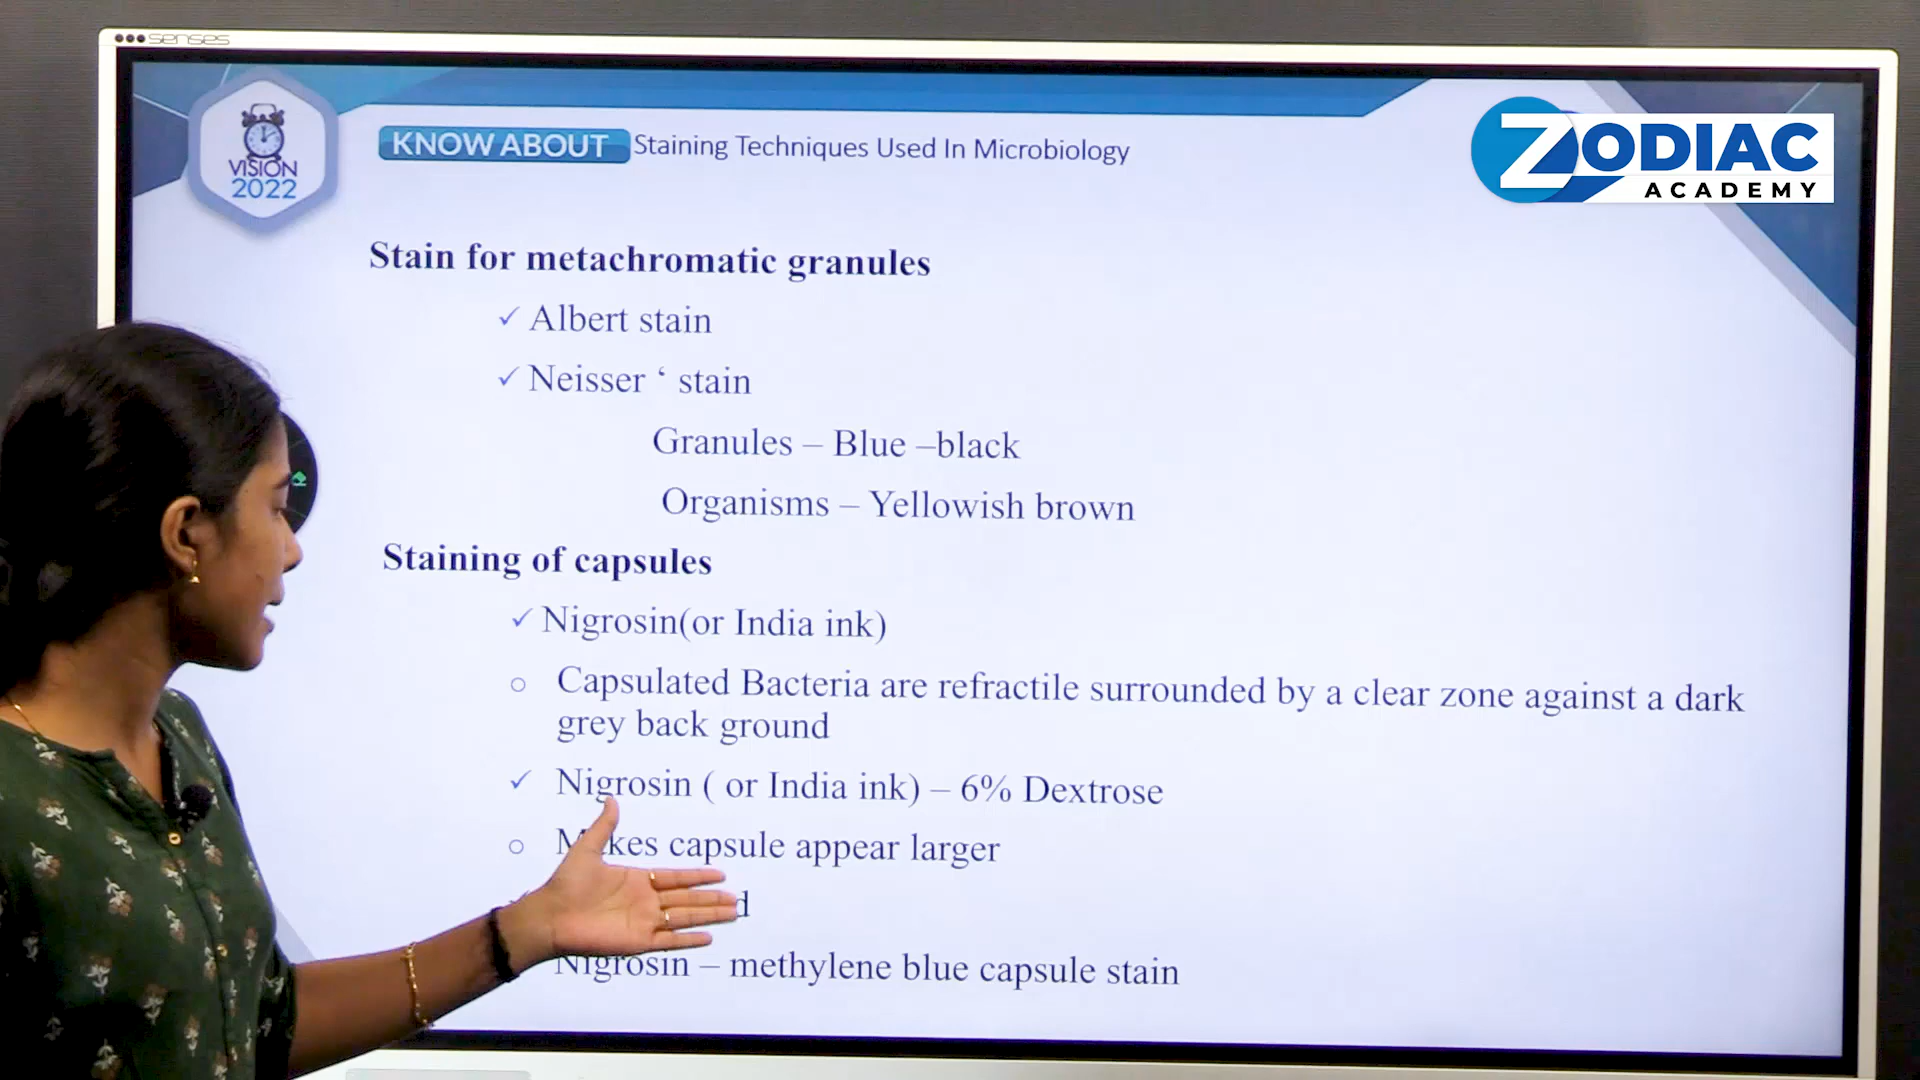 senses
VISION
2022
KNOW ABOUT Staining Techniques Used In Microbiology
ZODIAC
ACADEMY
Stain for metachromatic granules
✓ Albert stain
✓ Neisser ‘ stain
Granules – Blue –black
Organisms – Yellowish brown
Staining of capsules
✓ Nigrosin(or India ink)
○ Capsulated Bacteria are refractile surrounded by a clear zone against a dark
grey back ground
✓ Nigrosin ( or India ink) – 6% Dextrose
○ Makes capsule appear larger
Nigrosin – methylene blue capsule stain